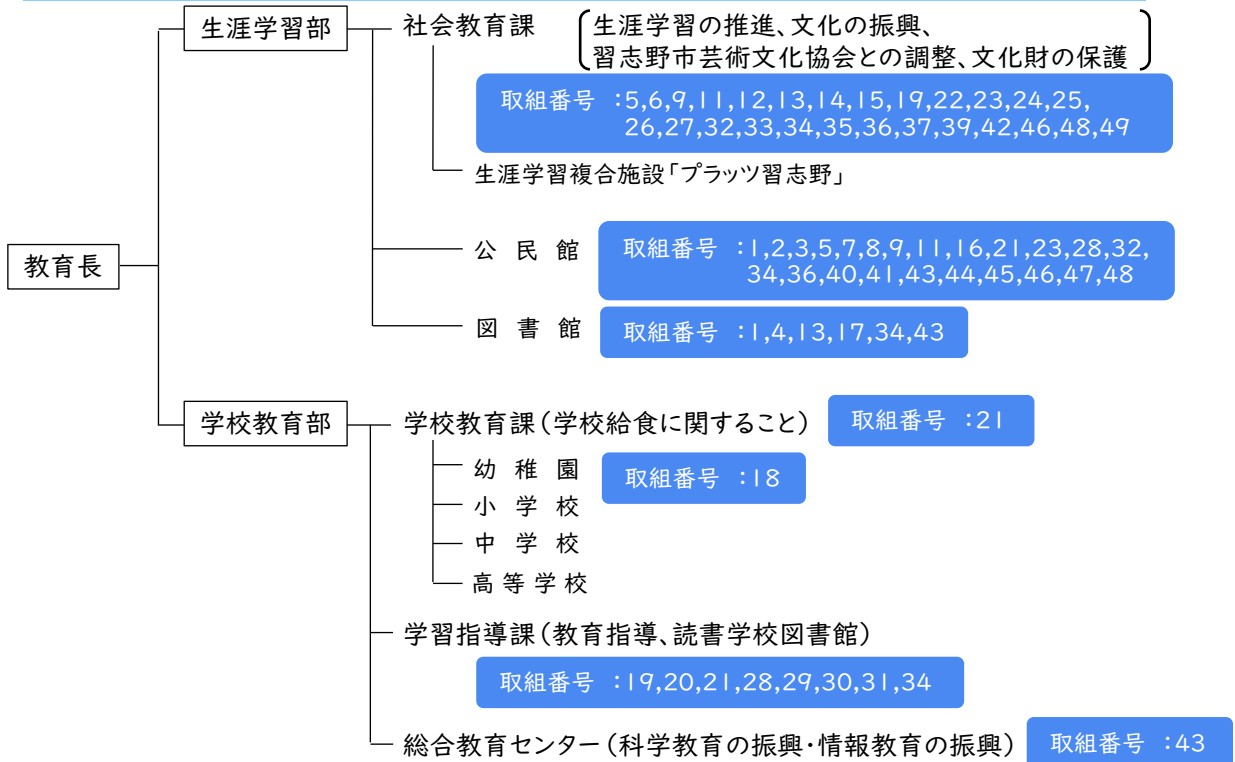 生涯学習部
社会教育課
生涯学習の推進、文化の振興、
習志野市芸術文化協会との調整、文化財の保護
取組番号 :5,6,9,11,12,13,14,15,19,22,23,24,25,
26,27,32,33,34,35,36,37,39,42,46,48,49
生涯学習複合施設「プラッツ習志野」
公民館
取組番号 :1,2,3,5,7,8,9,11,16,21,23,28,32,
34,36,40,41,43,44,45,46,47,48
教育長
図書館
取組番号 :1,4,13,17,34,43
学校教育部
学校教育課(学校給食に関すること)
取組番号 :21
幼稚園
取組番号 :18
小学校
中学校
高等学校
学習指導課(教育指導、読書学校図書館)
取組番号 :19,20,21,28,29,30,31,34
総合教育センター(科学教育の振興・情報教育の振興)
取組番号 :43